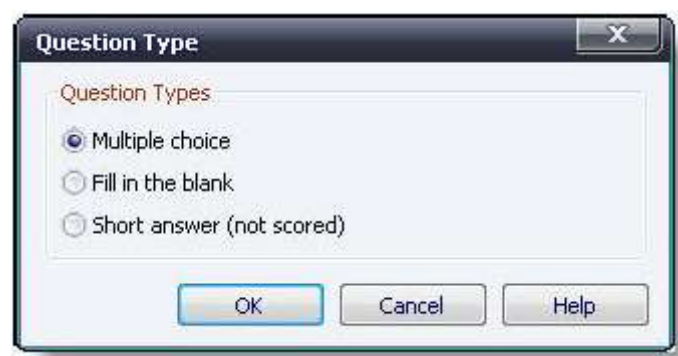 Question Type
Question Types
Multiple choice
Fill in the blank
Short answer (not scored)
OK Cancel Help